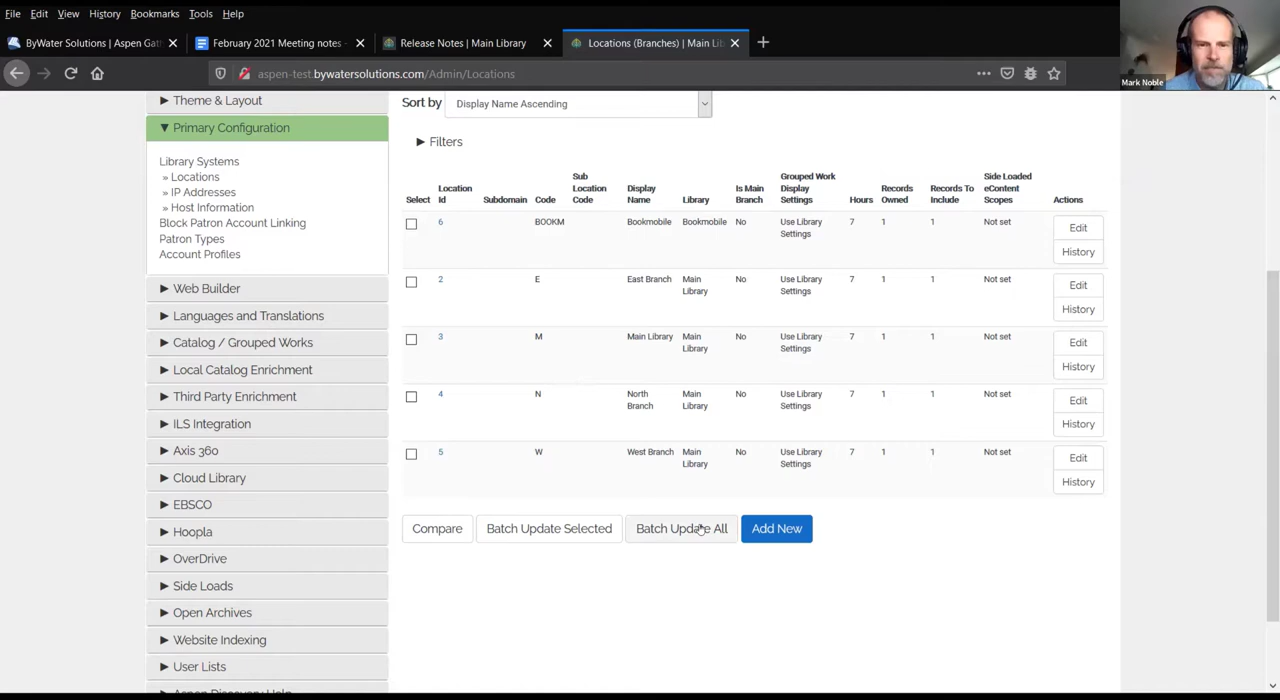 File Edit View History Bookmarks Tools Help
ByWater Solutions | Aspen Gath
February 2021 Meeting notes -
Release Notes | Main Library
Locations (Branches) | Main Lib
aspen-test.bywatersolutions.com/Admin/Locations
Mark Noble
Theme & Layout
Primary Configuration
Library Systems
» Locations
» IP Addresses
» Host Information
Block Patron Account Linking
Patron Types
Account Profiles
Web Builder
Languages and Translations
Catalog / Grouped Works
Local Catalog Enrichment
Third Party Enrichment
ILS Integration
Axis 360
Cloud Library
EBSCO
Hoopla
OverDrive
Side Loads
Open Archives
Website Indexing
User Lists
Aspen Discovery Help
Sort by Display Name Ascending
Filters
Select Location Id Subdomain Code Sub Location Code Display Name Library Is Main Branch Grouped Work Display Settings Hours Records Owned Records To Include Side Loaded eContent Scopes Actions
6 BOOKM Bookmobile Bookmobile No Use Library Settings 7 1 1 Not set Edit
History
2 E East Branch Main Library No Use Library Settings 7 1 1 Not set Edit
History
3 M Main Library Main Library No Use Library Settings 7 1 1 Not set Edit
History
4 N North Branch Main Library No Use Library Settings 7 1 1 Not set Edit
History
5 W West Branch Main Library No Use Library Settings 7 1 1 Not set Edit
History
Compare Batch Update Selected Batch Update All Add New